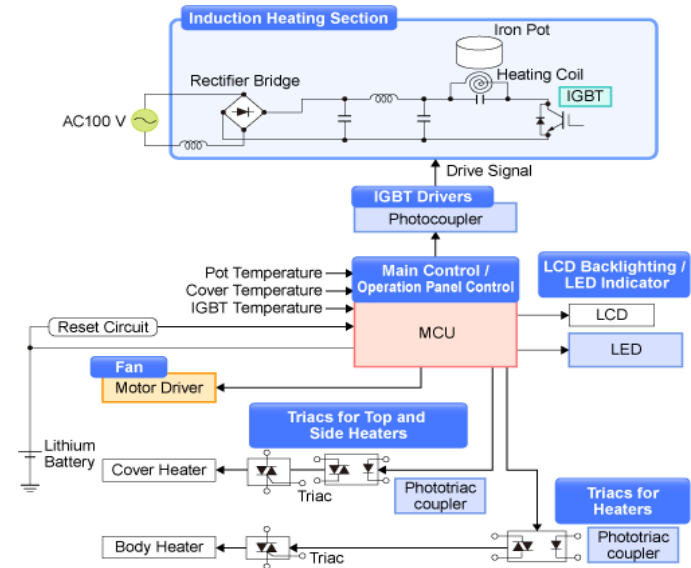 Induction Heating Section
Iron Pot
Rectifier Bridge
Heating Coil
IGBT
AC100 V
Drive Signal
IGBT Drivers
Photocoupler
Pot Temperature
Cover Temperature
IGBT Temperature
Main Control /
Operation Panel Control
LCD Backlighting /
LED Indicator
Reset Circuit
MCU
LCD
LED
Fan
Motor Driver
Triacs for Top and
Side Heaters
Lithium
Battery
Cover Heater
Triac
Phototriac
coupler
Triacs for
Heaters
Body Heater
Triac
Phototriac
coupler